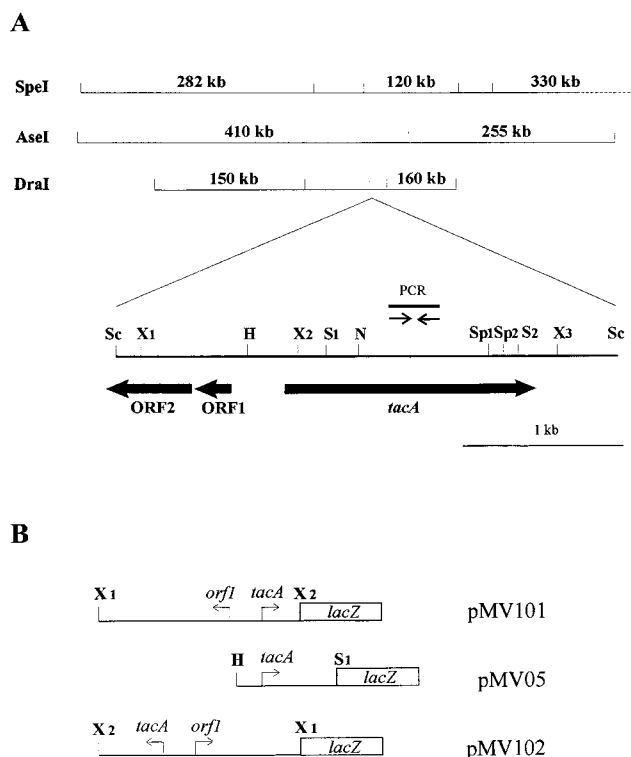 A
SpeI 282 kb 120 kb 330 kb
AseI 410 kb 255 kb
DraI 150 kb 160 kb
PCR
Sc X1 H X2 S1 N Sp1 Sp2 S2 X3 Sc
ORF2 ORF1 tacA
1 kb
B
X1 orf1 tacA X2 lacZ pMV101
H tacA S1 lacZ pMV05
X2 tacA orf1 X1 lacZ pMV102